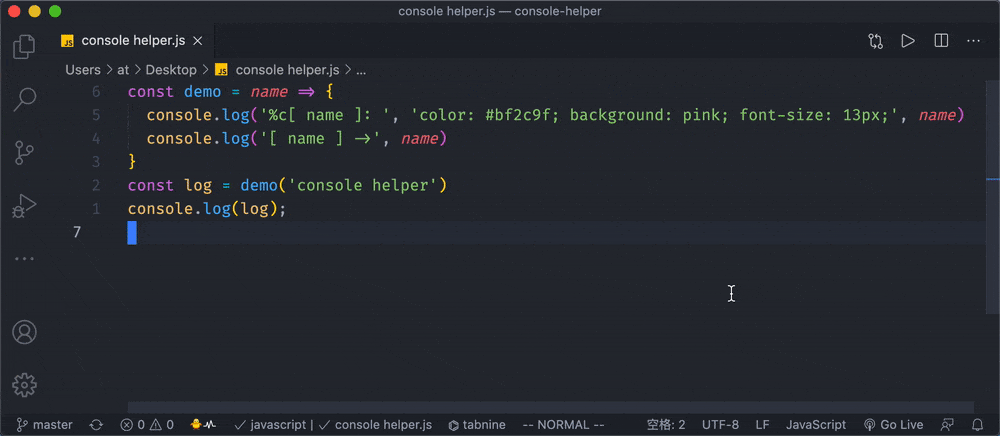 console helper.js — console-helper
JS console helper.js ×
Users > at > Desktop > JS console helper.js > ...
6 const demo = name => {
5 console.log('%c[ name ]: ', 'color: #bf2c9f; background: pink; font-size: 13px;', name)
4 console.log('[ name ] ->', name)
3 }
2 const log = demo('console helper')
1 console.log(log);
7
master 0 0 ✓ javascript | ✓ console helper.js tabnine -- NORMAL -- 空格: 2 UTF-8 LF JavaScript Go Live